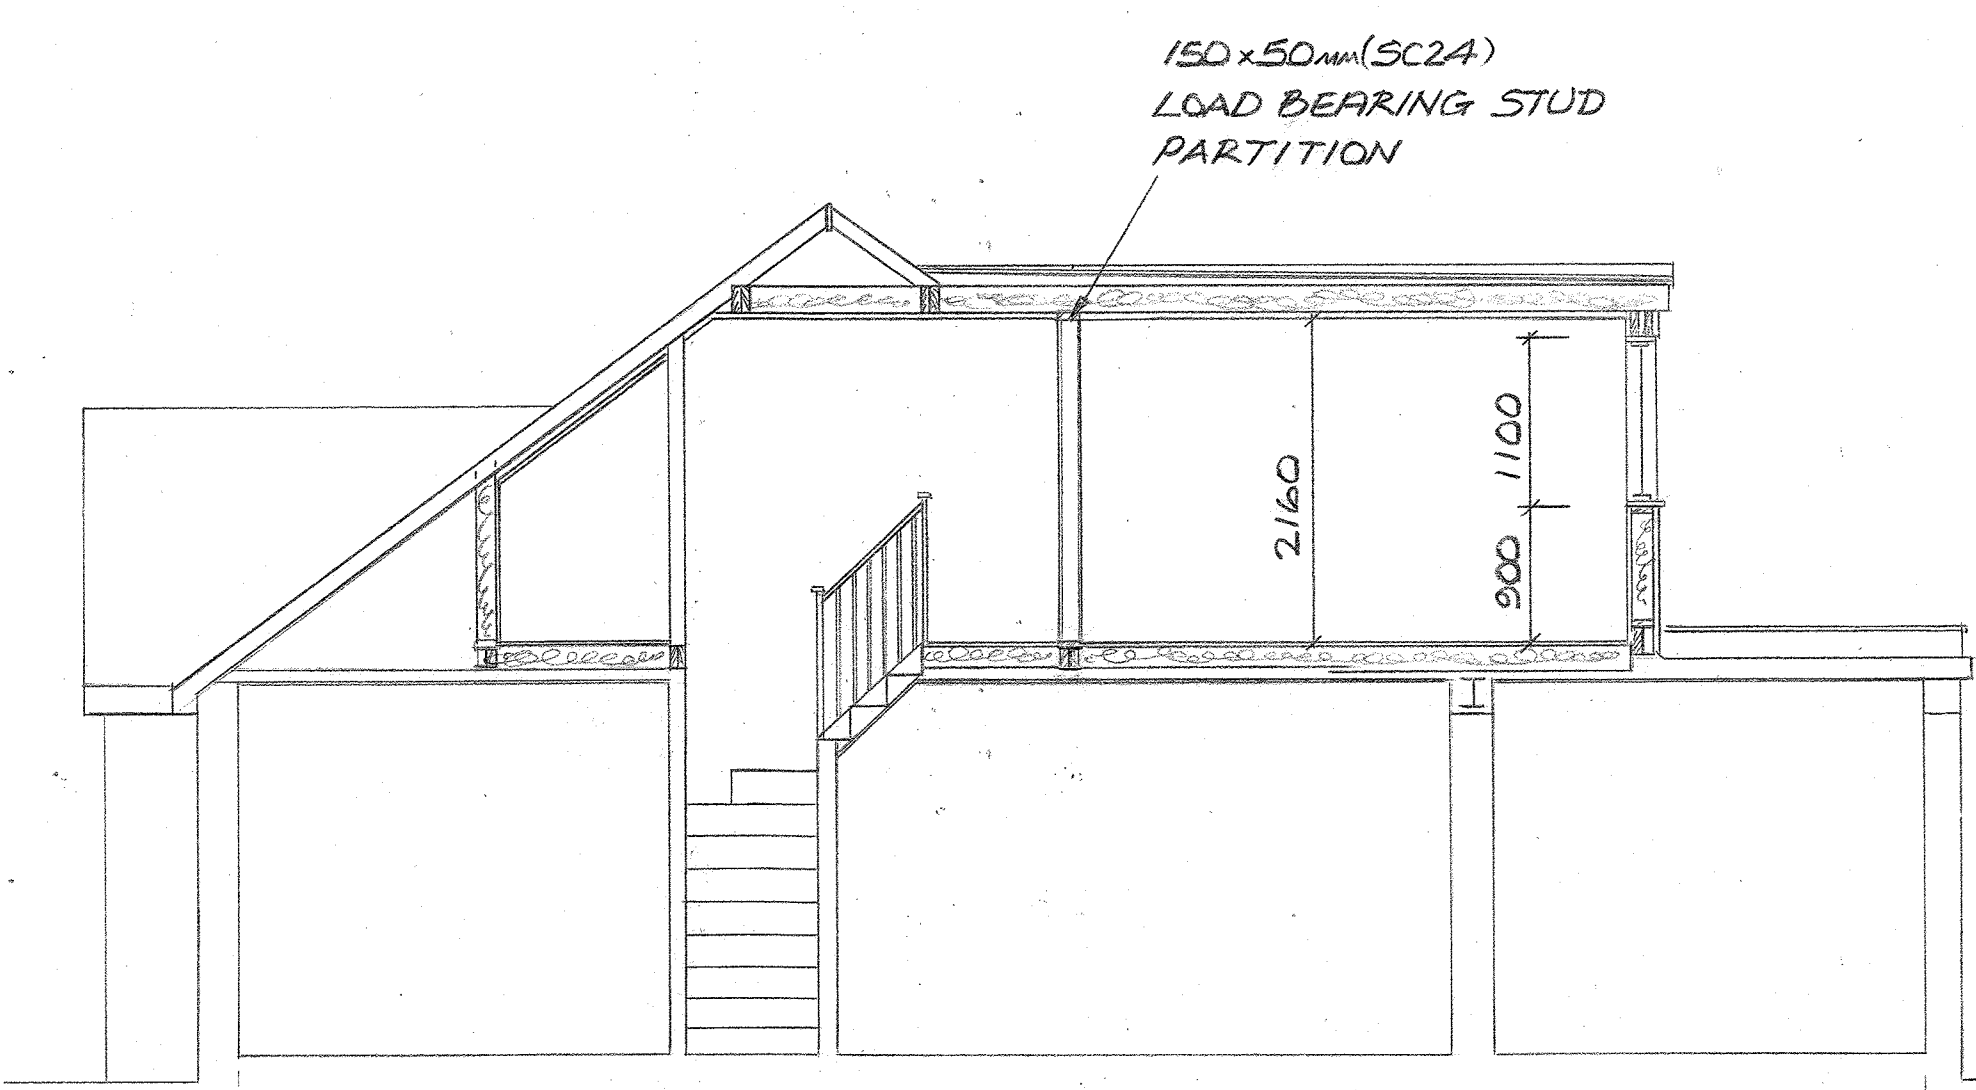 150 x 50mm (SC24)
LOAD BEARING STUD
PARTITION
2160
1100
900